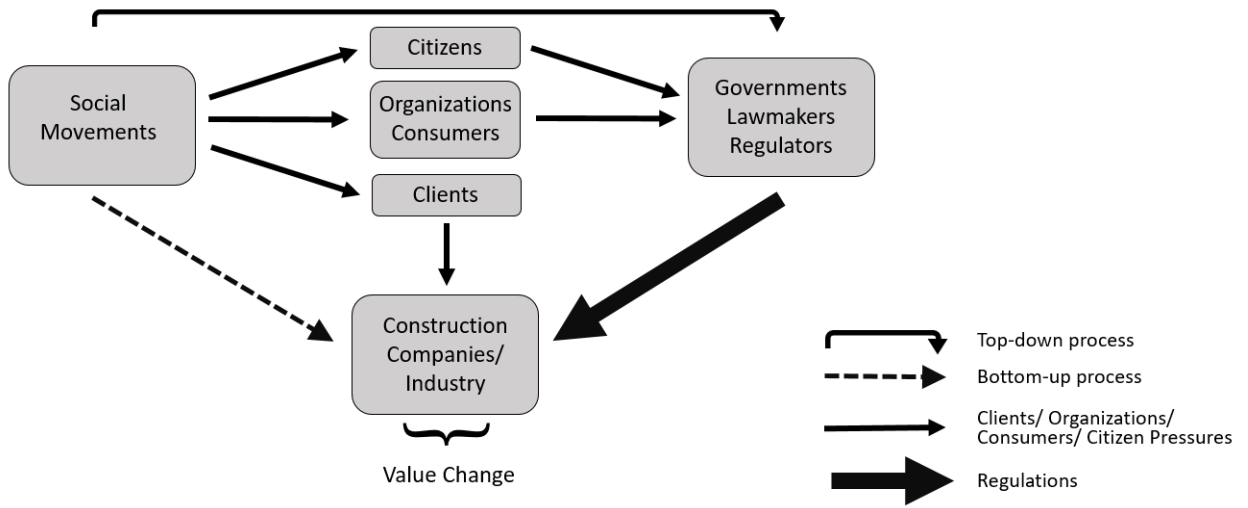 Citizens
Social
Movements
Organizations
Consumers
Governments
Lawmakers
Regulators
Clients
Construction
Companies/
Industry
Value Change
Top-down process
Bottom-up process
Clients/ Organizations/
Consumers/ Citizen Pressures
Regulations